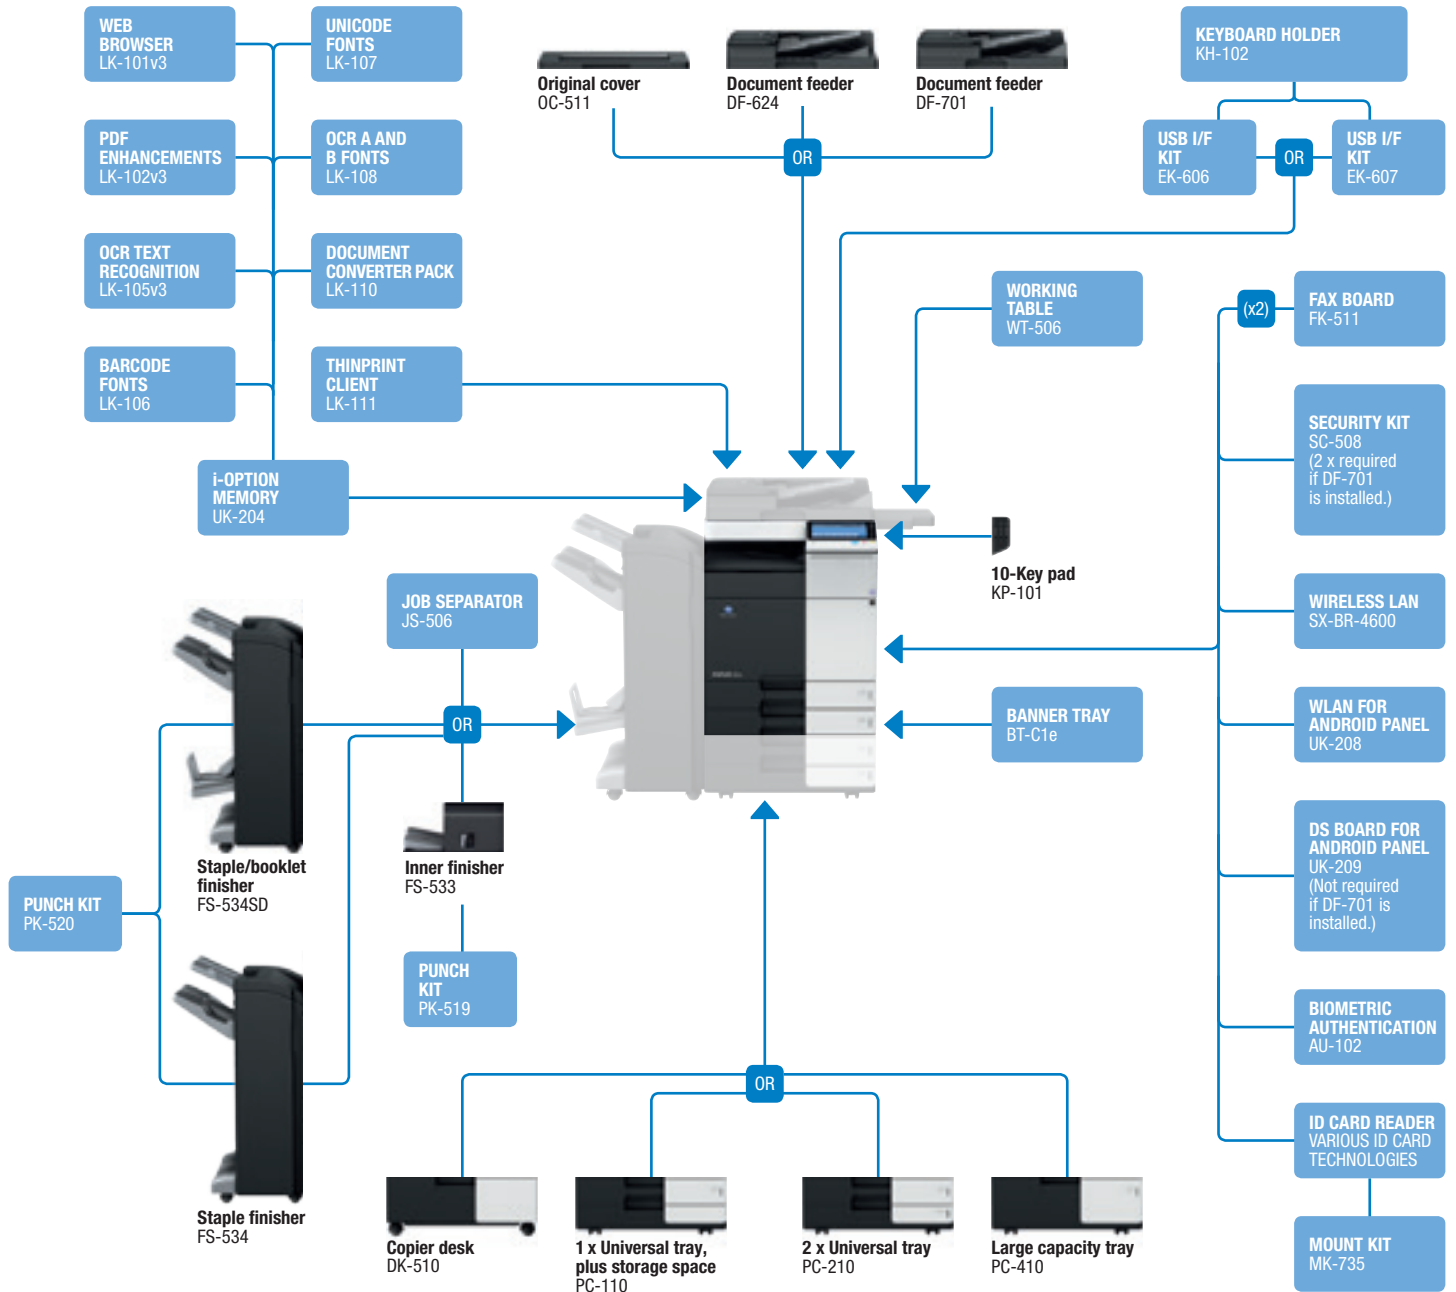 WEB
BROWSER
LK-101v3
UNICODE
FONTS
LK-107
PDF
ENHANCEMENTS
LK-102v3
OCR A AND
B FONTS
LK-108
OCR TEXT
RECOGNITION
LK-105v3
DOCUMENT
CONVERTER PACK
LK-110
BARCODE
FONTS
LK-106
THINPRINT
CLIENT
LK-111
i-OPTION
MEMORY
UK-204
Original cover
OC-511
Document feeder
DF-624
Document feeder
DF-701
OR
KEYBOARD HOLDER
KH-102
USB I/F
KIT
EK-606
OR
USB I/F
KIT
EK-607
WORKING
TABLE
WT-506
(x2)
FAX BOARD
FK-511
SECURITY KIT
SC-508
(2 x required
if DF-701
is installed.)
10-Key pad
KP-101
WIRELESS LAN
SX-BR-4600
BANNER TRAY
BT-C1e
WLAN FOR
ANDROID PANEL
UK-208
DS BOARD FOR
ANDROID PANEL
UK-209
(Not required
if DF-701 is
installed.)
BIOMETRIC
AUTHENTICATION
AU-102
ID CARD READER
VARIOUS ID CARD
TECHNOLOGIES
MOUNT KIT
MK-735
JOB SEPARATOR
JS-506
OR
Staple/booklet
finisher
FS-534SD
Inner finisher
FS-533
PUNCH KIT
PK-520
PUNCH
KIT
PK-519
Staple finisher
FS-534
OR
Copier desk
DK-510
1 x Universal tray,
plus storage space
PC-110
2 x Universal tray
PC-210
Large capacity tray
PC-410